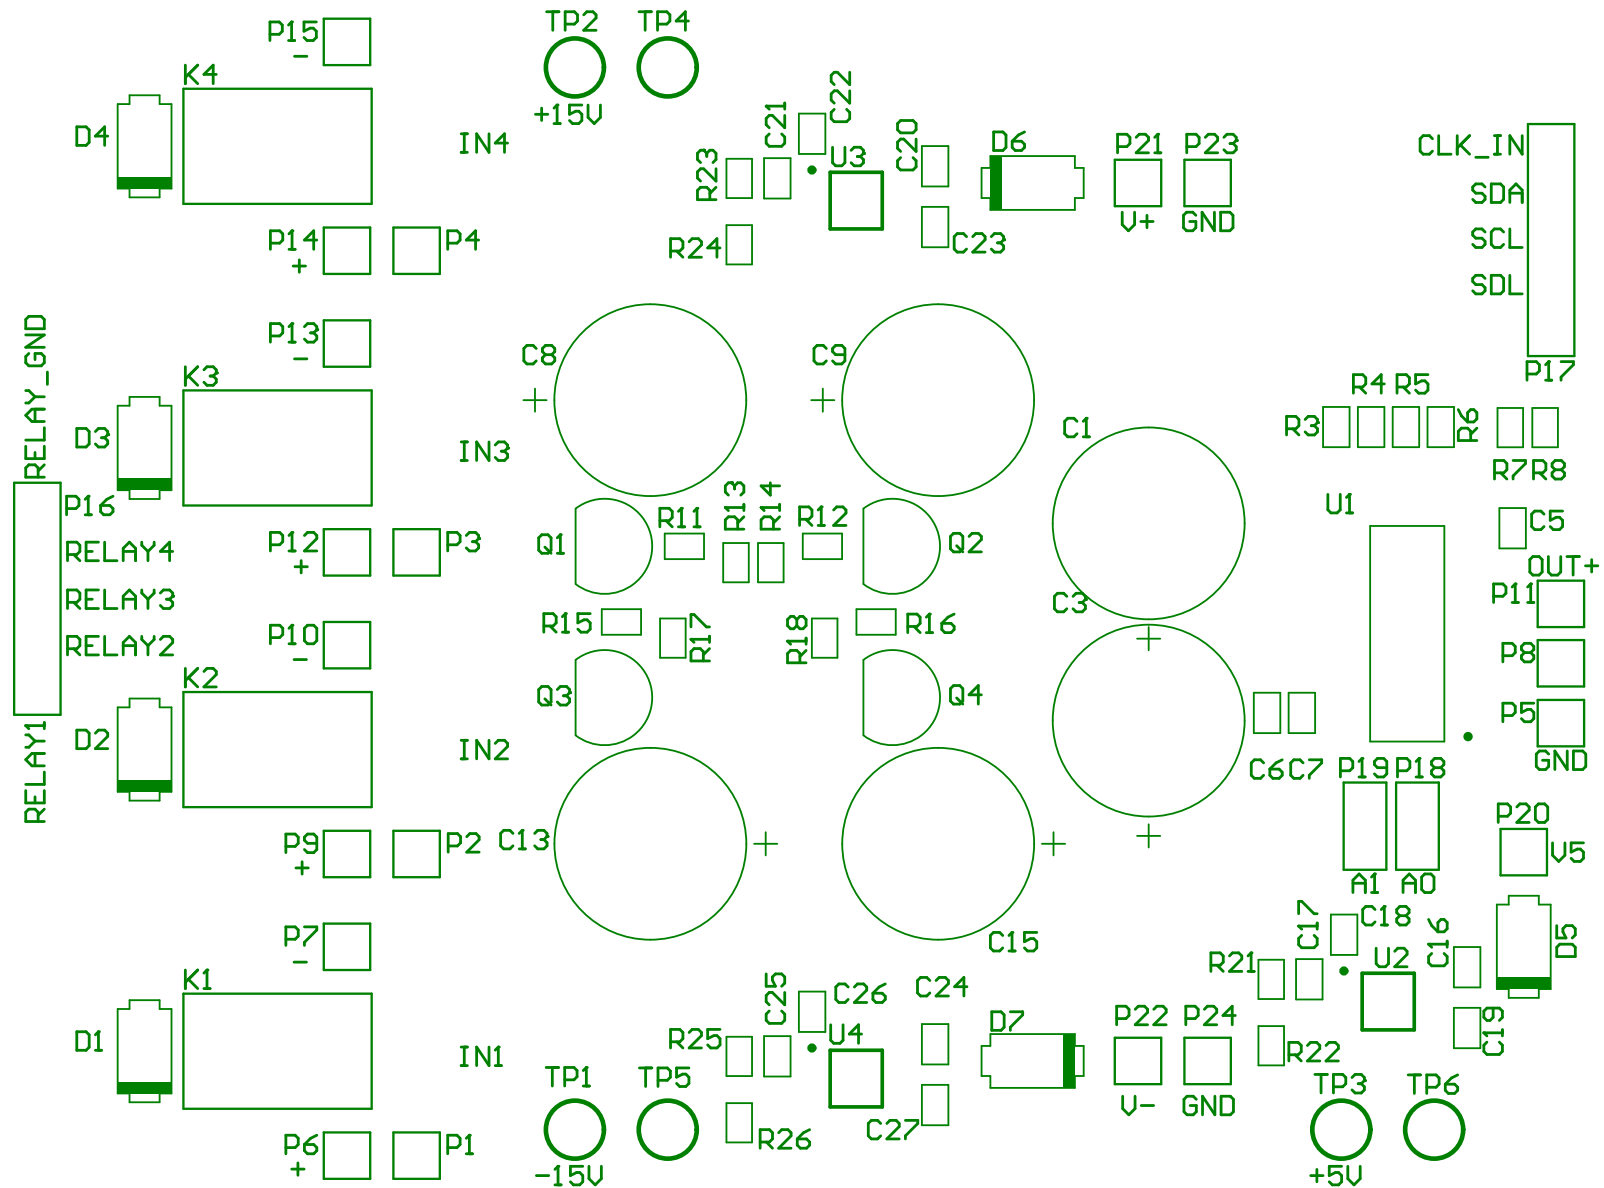 P15
-
TP2
TP4
K4
+15V
C21
C22
C20
D4
IN4
U3
D6
P21
P23
CLK_IN
R23
SDA
V+
GND
P14
+
P4
R24
C23
SCL
SDL
RELAY_GND
P13
-
C8
C9
K3
P17
R4
R5
D3
IN3
C1
R3
R6
R7
R8
P16
R13
R14
U1
R11
R12
C5
RELAY4
P12
+
P3
Q1
Q2
OUT+
RELAY3
C3
P11
RELAY2
P10
-
R15
R17
R18
R16
P8
K2
Q3
Q4
P5
RELAY1
D2
IN2
GND
C6
C7
P19
P18
P20
P9
+
P2
C13
V5
A1
A0
P7
-
C15
C17
C18
C16
D5
K1
R21
U2
C25
C26
C24
D1
IN1
R25
U4
D7
P22
P24
R22
C19
TP1
TP5
TP3
TP6
V-
GND
P6
+
P1
R26
C27
-15V
+5V